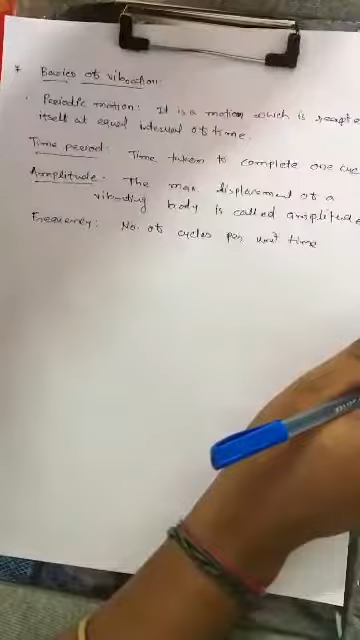 * Basics of vibration:
. Periodic motion: It is a motion which is
itself at equal interval of time.
Time period: Time taken to complete one cyc
Amplitude. The max displacement of a
vibrating body is called amplitude
Frequency: No. of cycles per unit time